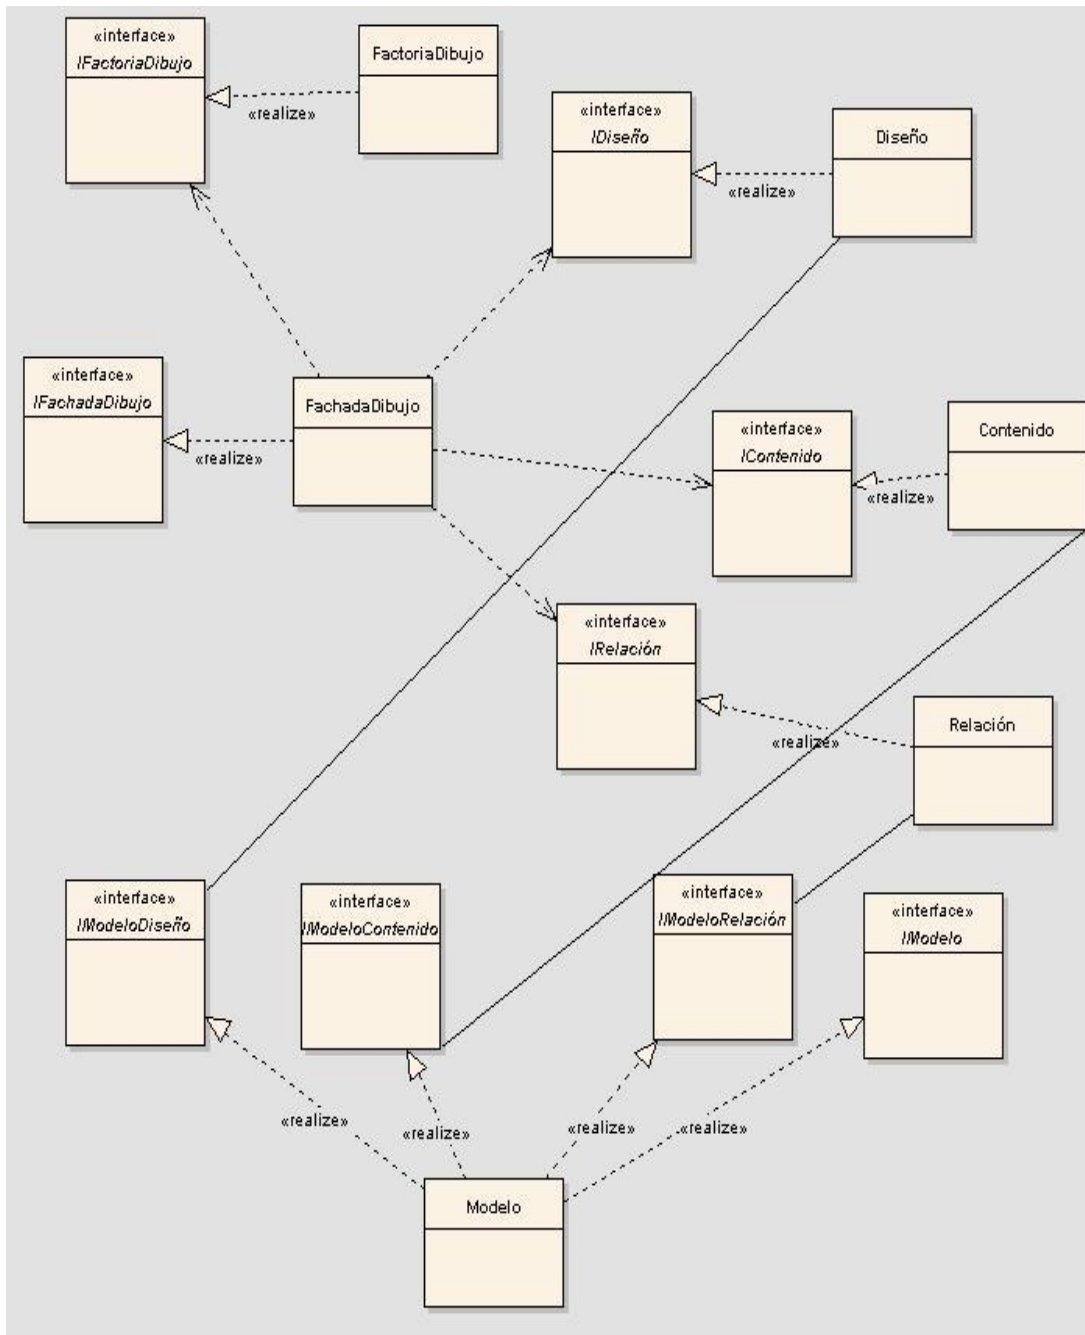 «interface»
IFactoriaDibujo
FactoriaDibujo
«realize»
«interface»
IDiseño
Diseño
«realize»
«interface»
IFachadaDibujo
FachadaDibujo
«realize»
«interface»
IContenido
Contenido
«realize»
«interface»
IRelación
Relación
«realize»
«interface»
IModeloDiseño
«interface»
IModeloContenido
«interface»
IModeloRelación
«interface»
IModelo
«realize»
«realize»
«realize»
«realize»
Modelo